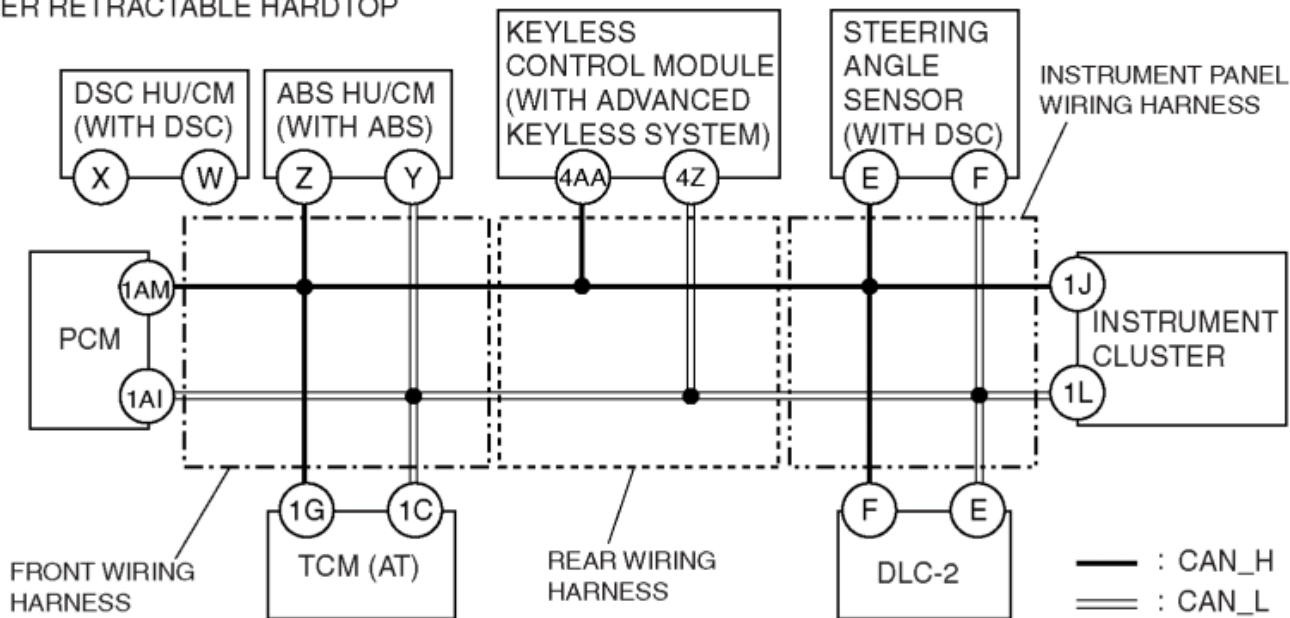 ER RETRACTABLE HARDTOP
DSC HU/CM
(WITH DSC)
X
W
ABS HU/CM
(WITH ABS)
Z
Y
KEYLESS
CONTROL MODULE
(WITH ADVANCED
KEYLESS SYSTEM)
4AA
4Z
STEERING
ANGLE
SENSOR
(WITH DSC)
E
F
INSTRUMENT PANEL
WIRING HARNESS
PCM
1AM
1AI
1J
1L
INSTRUMENT
CLUSTER
1G
1C
TCM (AT)
F
E
DLC-2
FRONT WIRING
HARNESS
REAR WIRING
HARNESS
: CAN_H
: CAN_L